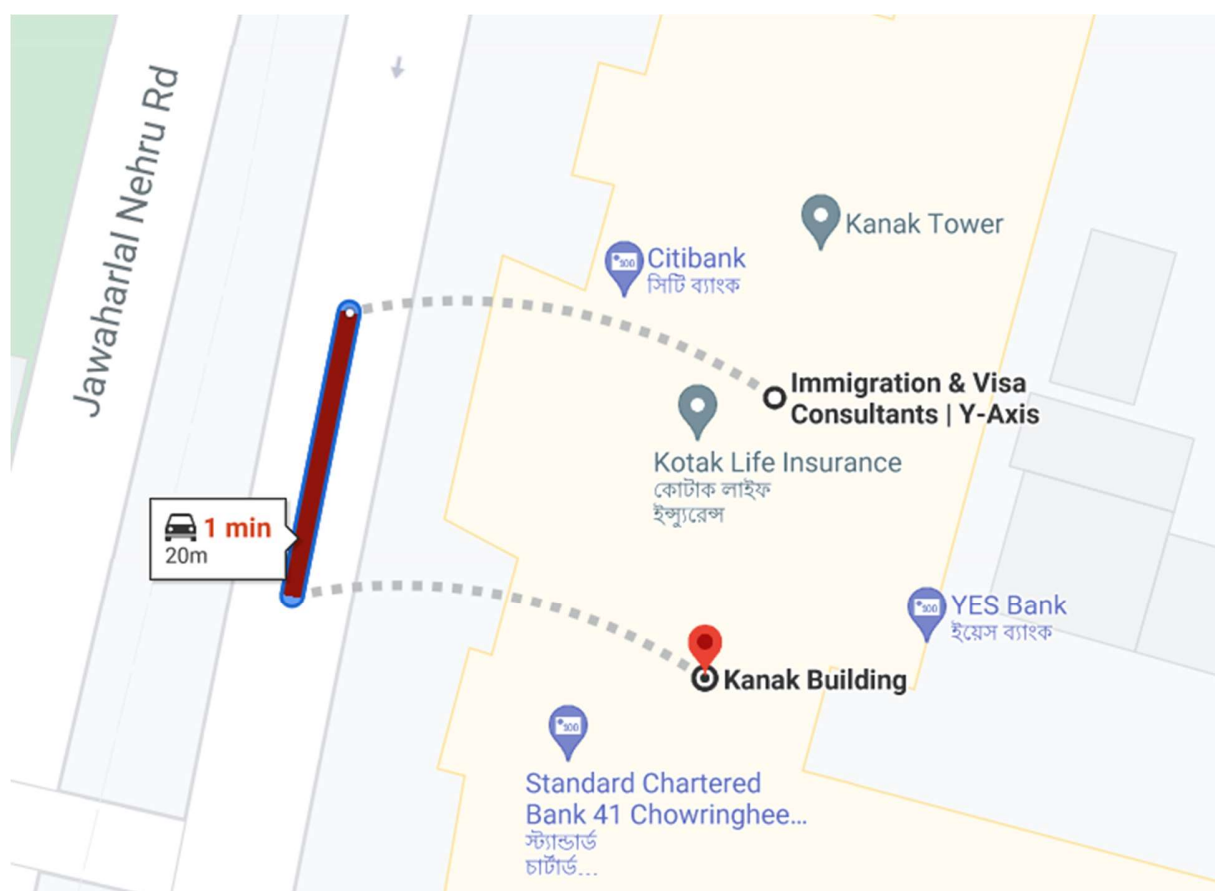 Jawaharlal Nehru Rd
Kanak Tower
Citibank
সিটি ব্যাংক
Immigration & Visa
Consultants | Y-Axis
Kotak Life Insurance
কোটাক লাইফ
ইন্স্যুরেন্স
1 min
20m
YES Bank
ইয়েস ব্যাংক
Kanak Building
Standard Chartered
Bank 41 Chowringhee...
স্ট্যান্ডার্ড
চার্টার্ড...